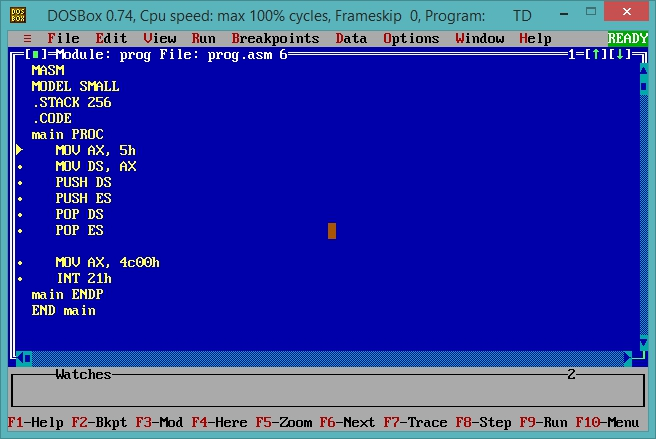 DOSBox 0.74, Cpu speed: max 100% cycles, Frameskip 0, Program: TD
≡ File Edit View Run Breakpoints Data Options Window Help READY
[■]=Module: prog File: prog.asm 6 1=[↑][↓]
MASM
MODEL SMALL
.STACK 256
.CODE
main PROC
MOV AX, 5h
MOV DS, AX
PUSH DS
PUSH ES
POP DS
POP ES
MOV AX, 4c00h
INT 21h
main ENDP
END main
Watches 2
F1-Help F2-Bkpt F3-Mod F4-Here F5-Zoom F6-Next F7-Trace F8-Step F9-Run F10-Menu